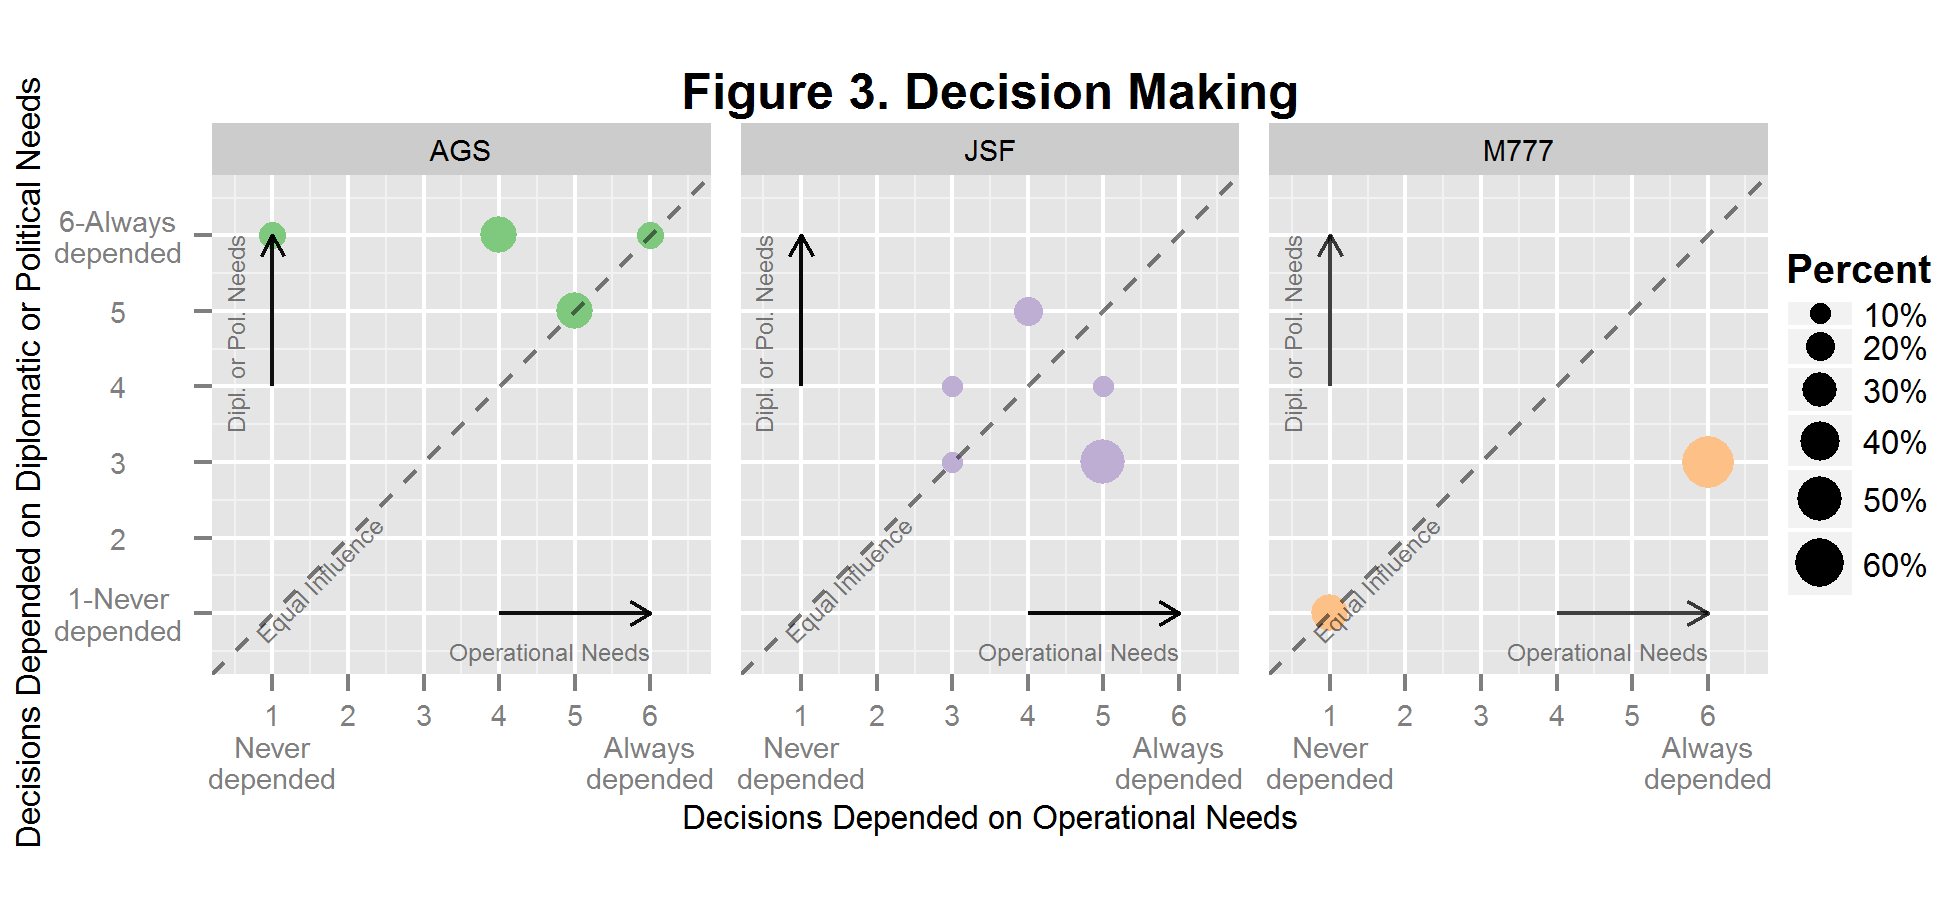 Figure 3. Decision Making
Decisions Depended on Diplomatic or Political Needs
AGS
JSF
M777
6-Always
depended
5
4
3
2
1-Never
depended
Dipl. or Pol. Needs
Equal Influence
Operational Needs
Dipl. or Pol. Needs
Equal Influence
Operational Needs
Dipl. or Pol. Needs
Equal Influence
Operational Needs
1 2 3 4 5 6
Never Always
depended depended
1 2 3 4 5 6
Never Always
depended depended
1 2 3 4 5 6
Never Always
depended depended
Decisions Depended on Operational Needs
Percent
10%
20%
30%
40%
50%
60%